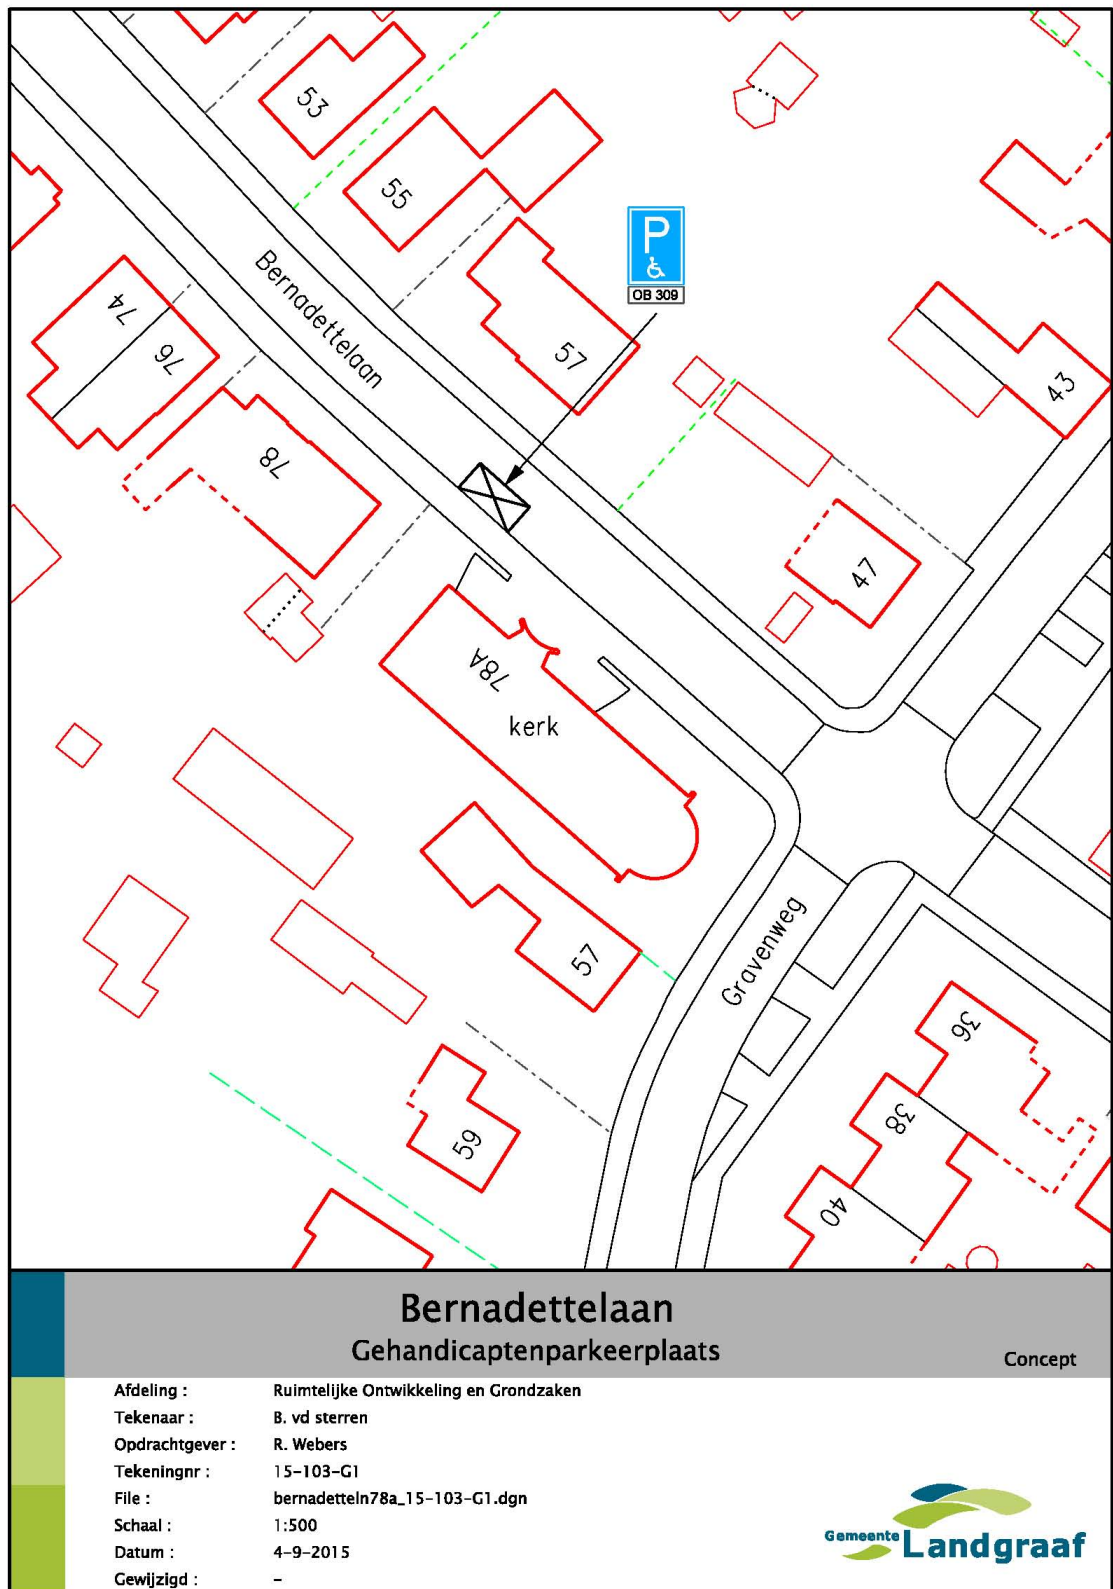 53
55
P
OB 309
Bernadettelaan
74
76
57
43
78
47
78A
kerk
57
Gravenweg
36
38
59
40
Bernadettelaan
Gehandicaptenparkeerplaats
Concept
Afdeling : Ruimtelijke Ontwikkeling en Grondzaken
Tekenaar : B. vd sterren
Opdrachtgever : R. Webers
Tekeningnr : 15-103-G1
File : bernadetteln78a_15-103-G1.dgn
Schaal : 1:500
Datum : 4-9-2015
Gewijzigd : -
Gemeente Landgraaf